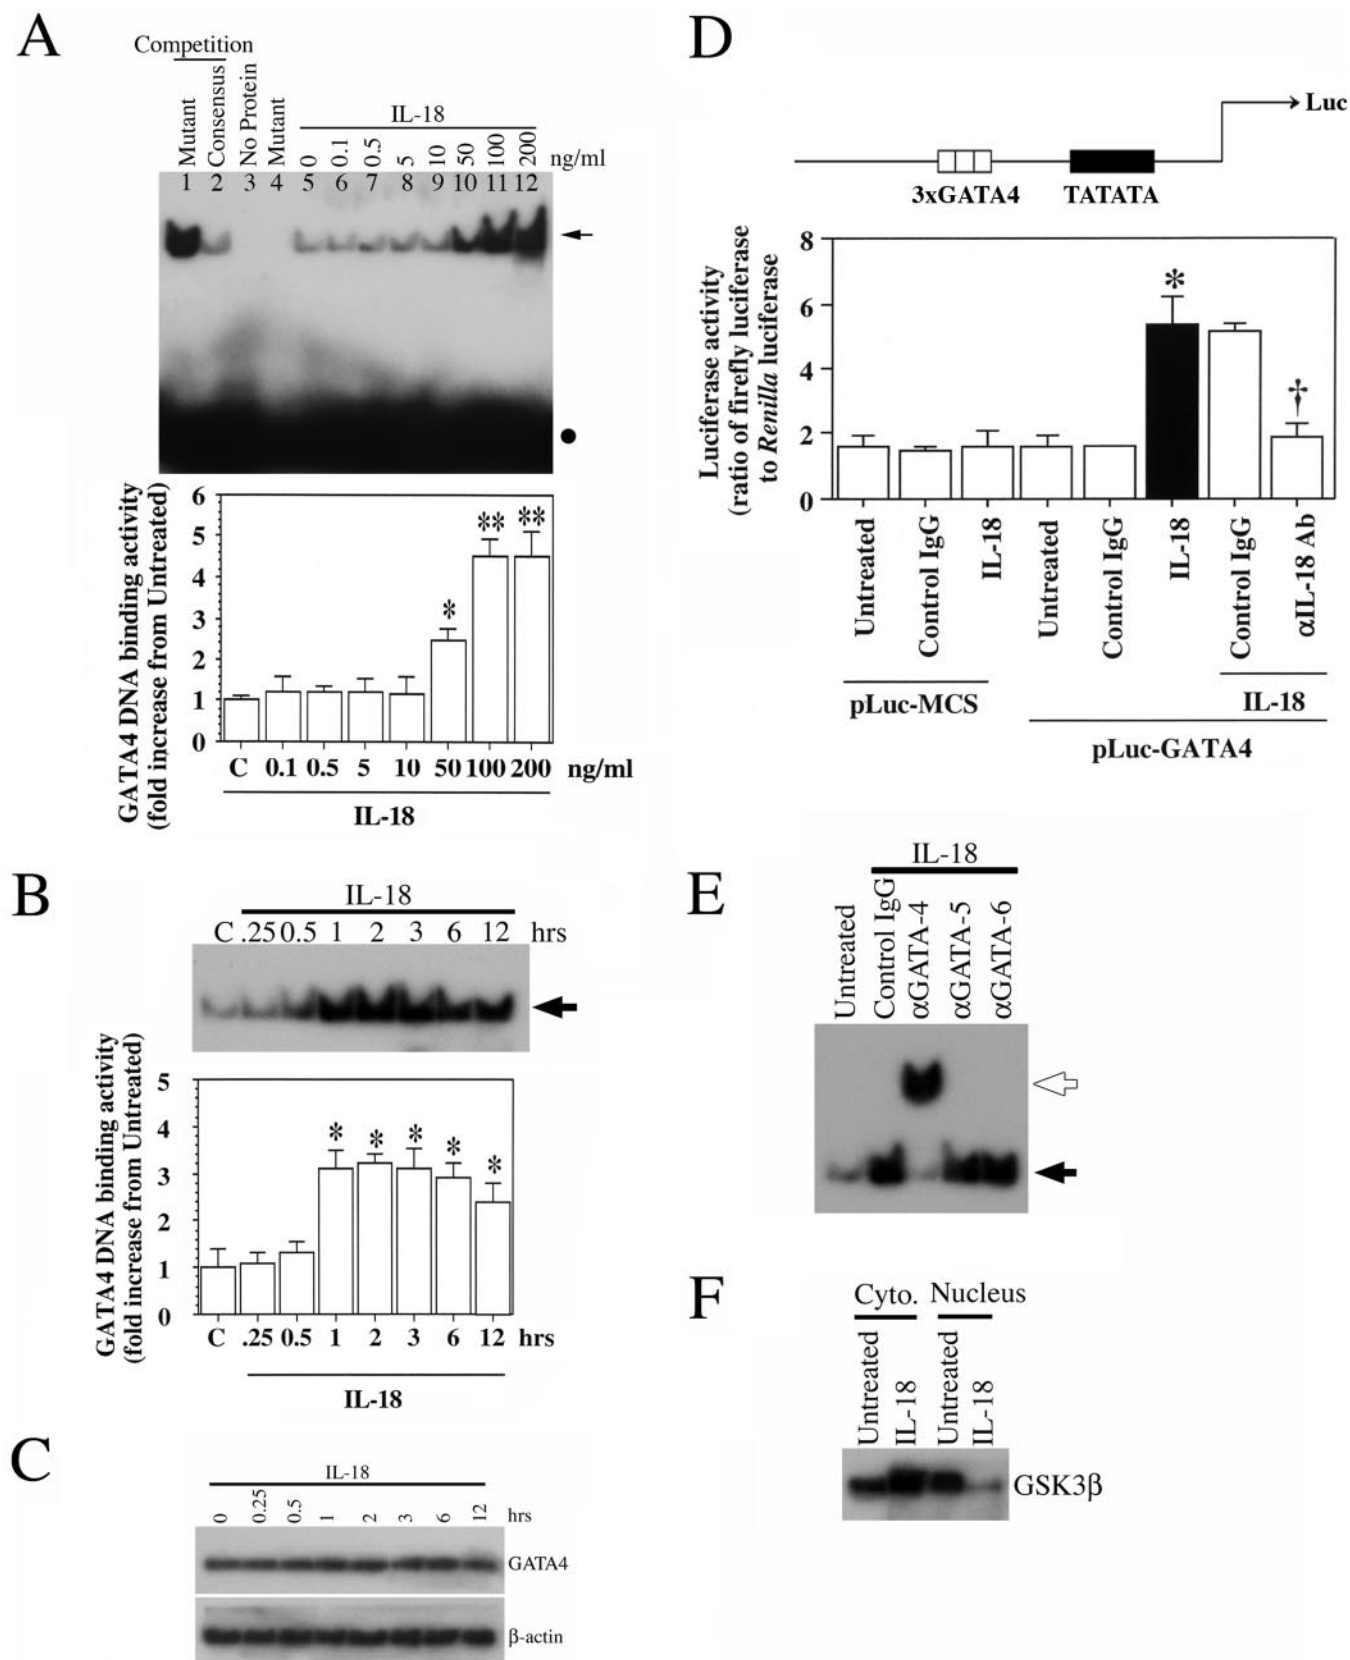 A
Competition
Mutant
Consensus
No Protein
Mutant
IL-18
0
0.1
0.5
5
10
50
100
200
ng/ml
1 2 3 4 5 6 7 8 9 10 11 12
GATA4 DNA binding activity
(fold increase from Untreated)
6
5
4
3
2
1
0
*
**
**
C 0.1 0.5 5 10 50 100 200 ng/ml
IL-18
B
IL-18
C .25 0.5 1 2 3 6 12 hrs
GATA4 DNA binding activity
(fold increase from Untreated)
5
4
3
2
1
0
* * * * *
C .25 0.5 1 2 3 6 12 hrs
IL-18
C
IL-18
0 0.25 0.5 1 2 3 6 12 hrs
GATA4
β-actin
D
Luc
3xGATA4 TATATA
Luciferase activity
(ratio of firefly luciferase
to Renilla luciferase
8
6
4
2
0
*
†
Untreated
Control IgG
IL-18
Untreated
Control IgG
IL-18
Control IgG
αIL-18 Ab
pLuc-MCS
IL-18
pLuc-GATA4
E
IL-18
Untreated
Control IgG
αGATA-4
αGATA-5
αGATA-6
F
Cyto. Nucleus
Untreated
IL-18
Untreated
IL-18
GSK3β